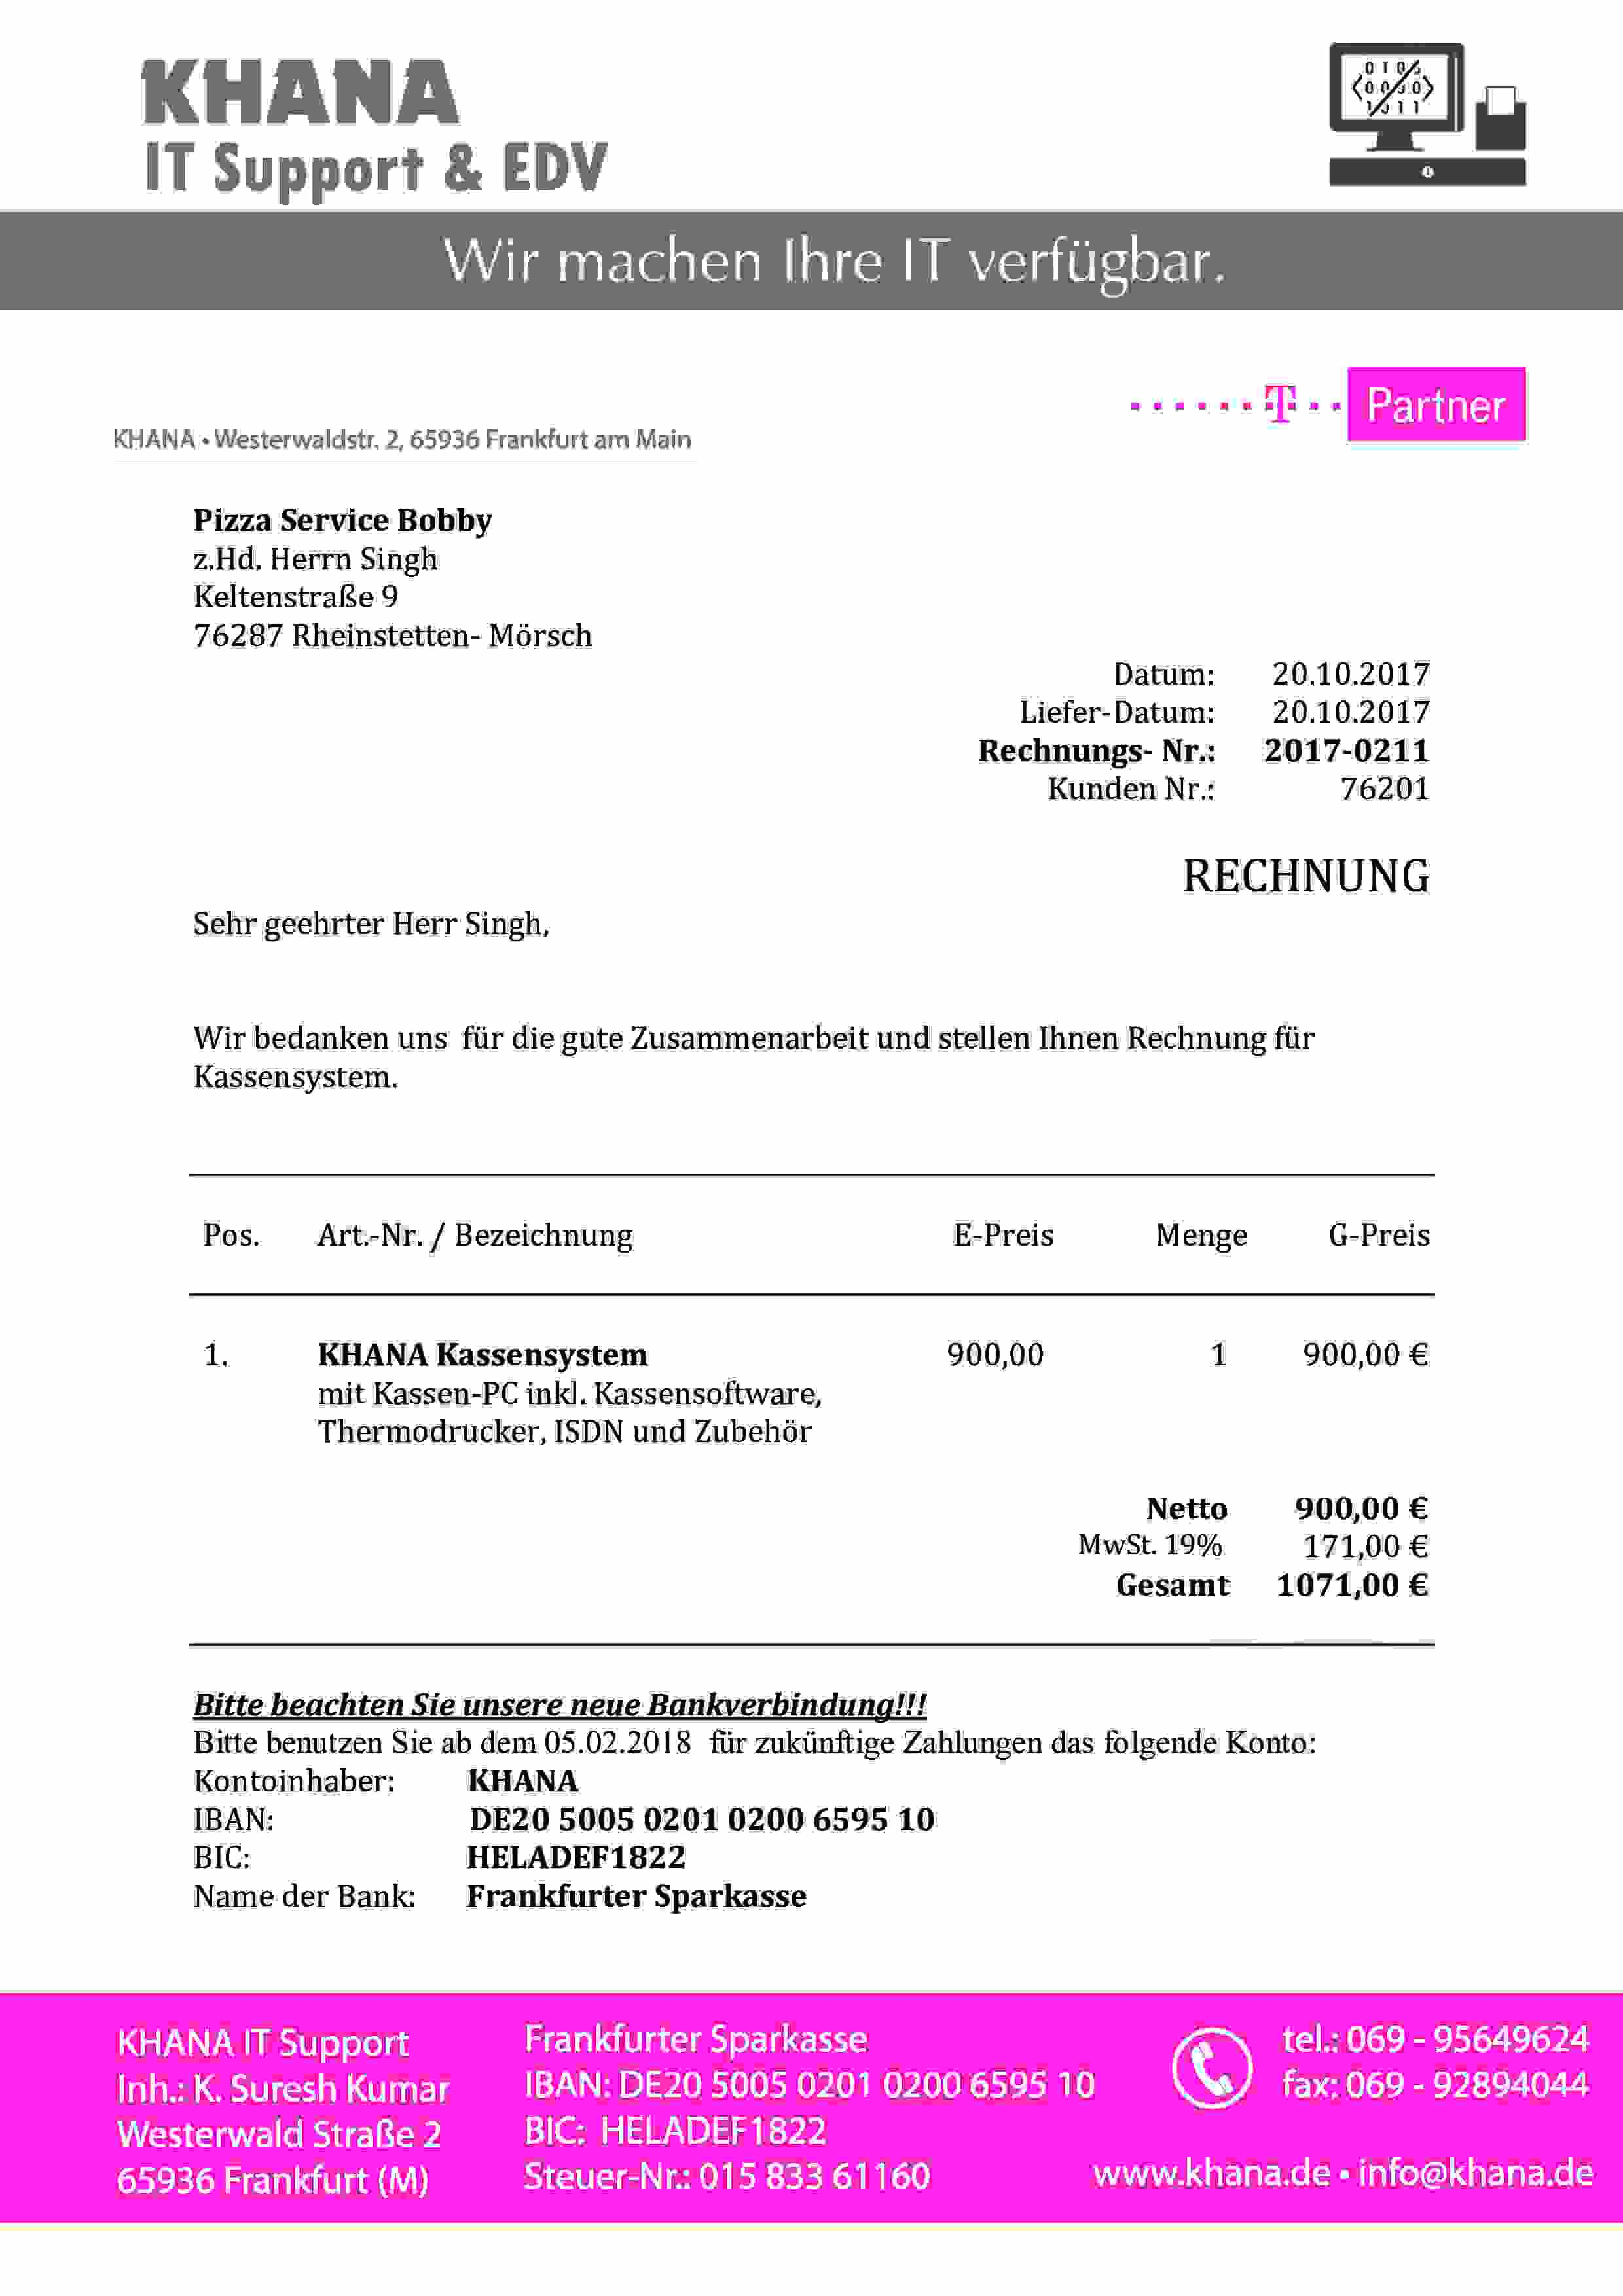 KHANA
IT Support & EDV
Wir machen Ihre IT verfügbar.
T Partner
KHANA • Westerwaldstr. 2, 65936 Frankfurt am Main
Pizza Service Bobby
z.Hd. Herrn Singh
Keltenstraße 9
76287 Rheinstetten- Mörsch
Datum: 20.10.2017
Liefer-Datum: 20.10.2017
Rechnungs- Nr.: 2017-0211
Kunden Nr.: 76201
RECHNUNG
Sehr geehrter Herr Singh,
Wir bedanken uns für die gute Zusammenarbeit und stellen Ihnen Rechnung für
Kassensystem.
Pos. Art.-Nr. / Bezeichnung E-Preis Menge G-Preis
1. KHANA Kassensystem 900,00 1 900,00 €
mit Kassen-PC inkl. Kassensoftware,
Thermodrucker, ISDN und Zubehör
Netto 900,00 €
MwSt. 19% 171,00 €
Gesamt 1071,00 €
Bitte beachten Sie unsere neue Bankverbindung!!!
Bitte benutzen Sie ab dem 05.02.2018 für zukünftige Zahlungen das folgende Konto:
Kontoinhaber: KHANA
IBAN: DE20 5005 0201 0200 6595 10
BIC: HELADEF1822
Name der Bank: Frankfurter Sparkasse
KHANA IT Support
Inh.: K. Suresh Kumar
Westerwald Straße 2
65936 Frankfurt (M)
Frankfurter Sparkasse
IBAN: DE20 5005 0201 0200 6595 10
BIC: HELADEF1822
Steuer-Nr.: 015 833 61160
tel.: 069 - 95649624
fax: 069 - 92894044
www.khana.de • info@khana.de